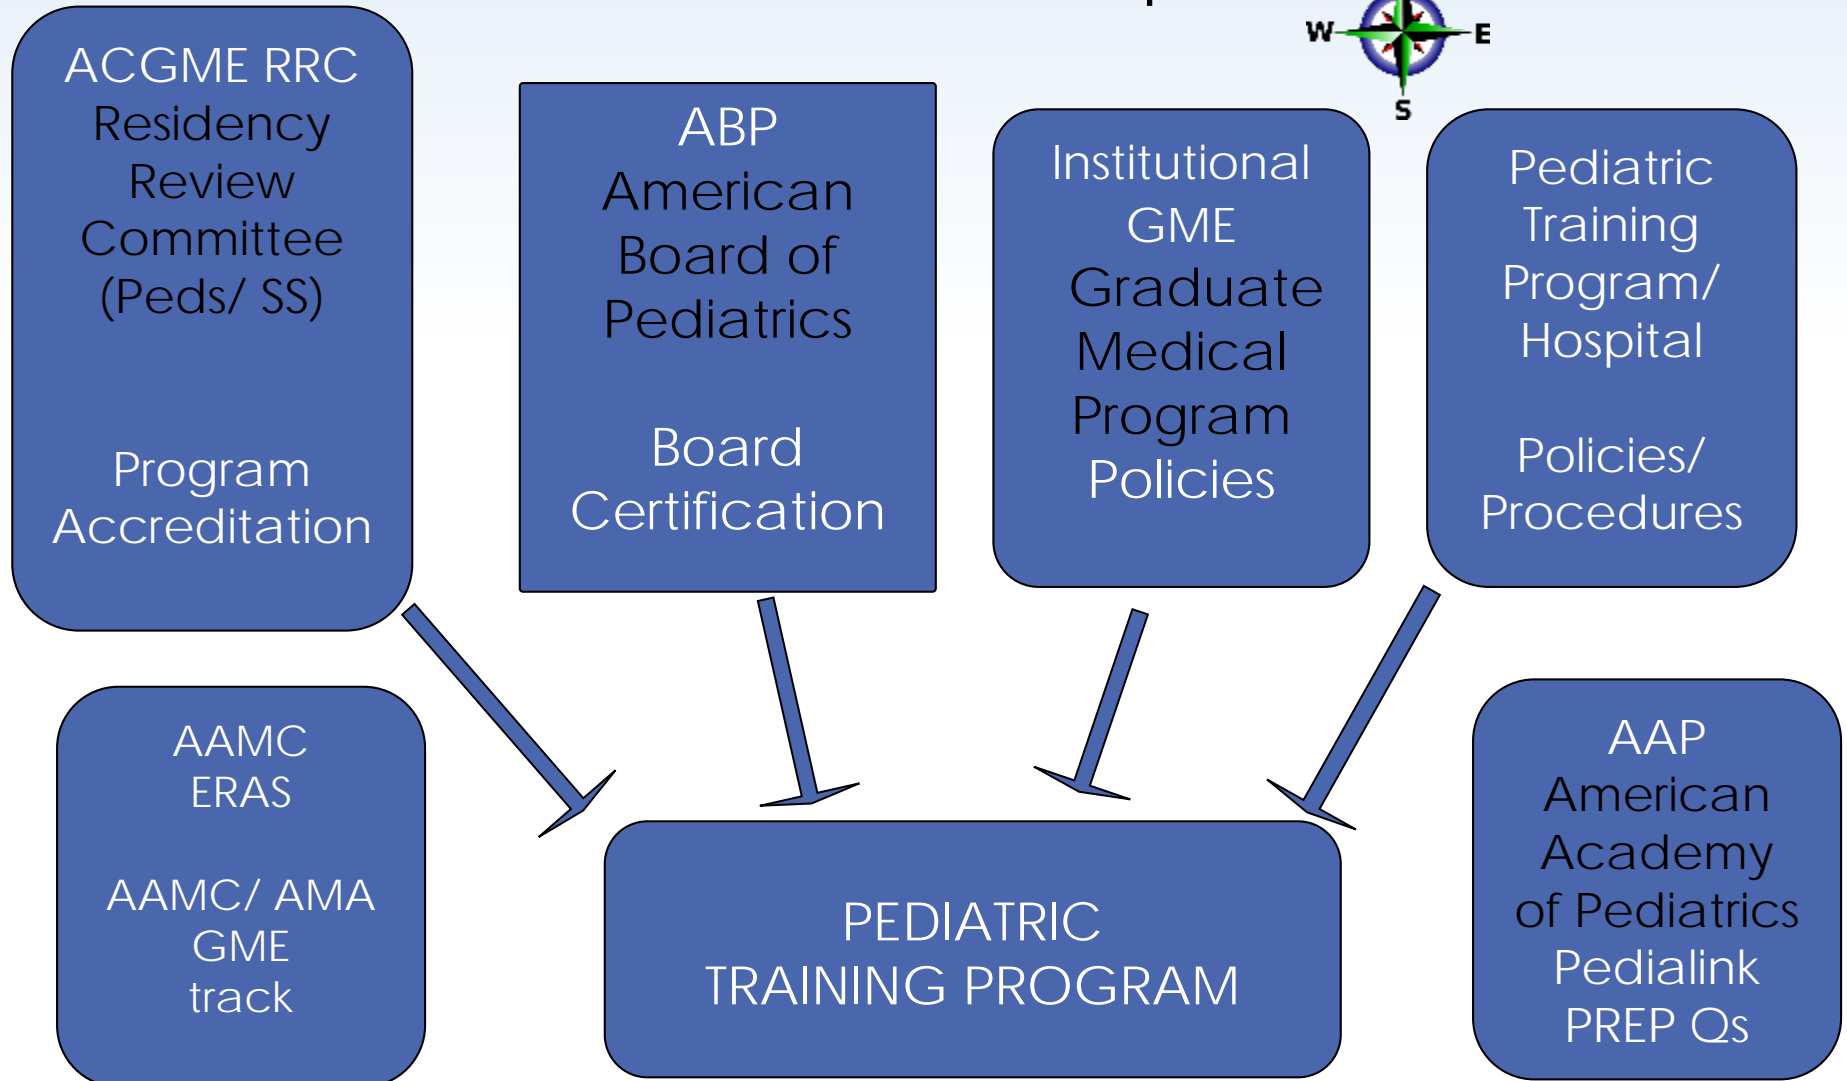 W E
S
ACGME RRC
Residency
Review
Committee
(Peds/ SS)
Program
Accreditation
ABP
American
Board of
Pediatrics
Board
Certification
Institutional
GME
Graduate
Medical
Program
Policies
Pediatric
Training
Program/
Hospital
Policies/
Procedures
AAMC
ERAS
AAMC/ AMA
GME
track
PEDIATRIC
TRAINING PROGRAM
AAP
American
Academy
of Pediatrics
Pedialink
PREP Qs